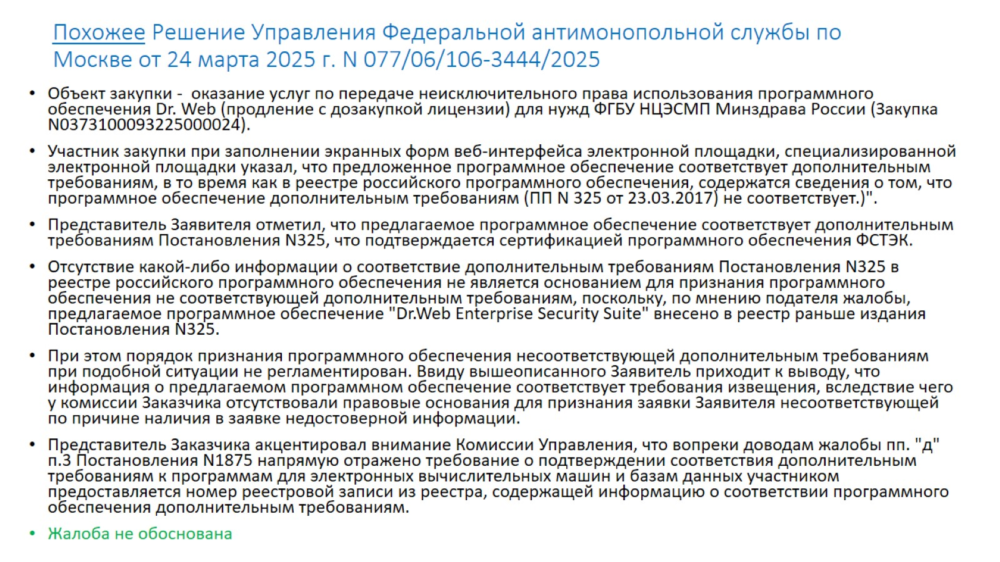 Похожее Решение Управления Федеральной антимонопольной службы по
Москве от 24 марта 2025 г. N 077/06/106-3444/2025
• Объект закупки -  оказание услуг по передаче неисключительного права использования программного
обеспечения Dr. Web (продление с дозакупкой лицензии) для нужд ФГБУ НЦЭСМП Минздрава России (Закупка
N0373100093225000024).
• Участник закупки при заполнении экранных форм веб-интерфейса электронной площадки, специализированной
электронной площадки указал, что предложенное программное обеспечение соответствует дополнительным
требованиям, в то время как в реестре российского программного обеспечения, содержатся сведения о том, что
программное обеспечение дополнительным требованиям (ПП N 325 от 23.03.2017) не соответствует.)".
• Представитель Заявителя отметил, что предлагаемое программное обеспечение соответствует дополнительным
требованиям Постановления N325, что подтверждается сертификацией программного обеспечения ФСТЭК.
• Отсутствие какой-либо информации о соответствие дополнительным требованиям Постановления N325 в
реестре российского программного обеспечения не является основанием для признания программного
обеспечения не соответствующей дополнительным требованиям, поскольку, по мнению подателя жалобы,
предлагаемое программное обеспечение "Dr.Web Enterprise Security Suite" внесено в реестр раньше издания
Постановления N325.
• При этом порядок признания программного обеспечения несоответствующей дополнительным требованиям
при подобной ситуации не регламентирован. Ввиду вышеописанного Заявитель приходит к выводу, что
информация о предлагаемом программном обеспечение соответствует требования извещения, вследствие чего
у комиссии Заказчика отсутствовали правовые основания для признания заявки Заявителя несоответствующей
по причине наличия в заявке недостоверной информации.
• Представитель Заказчика акцентировал внимание Комиссии Управления, что вопреки доводам жалобы пп. "д"
п.3 Постановления N1875 напрямую отражено требование о подтверждении соответствия дополнительным
требованиям к программам для электронных вычислительных машин и базам данных участником
предоставляется номер реестровой записи из реестра, содержащей информацию о соответствии программного
обеспечения дополнительным требованиям.
• Жалоба не обоснована